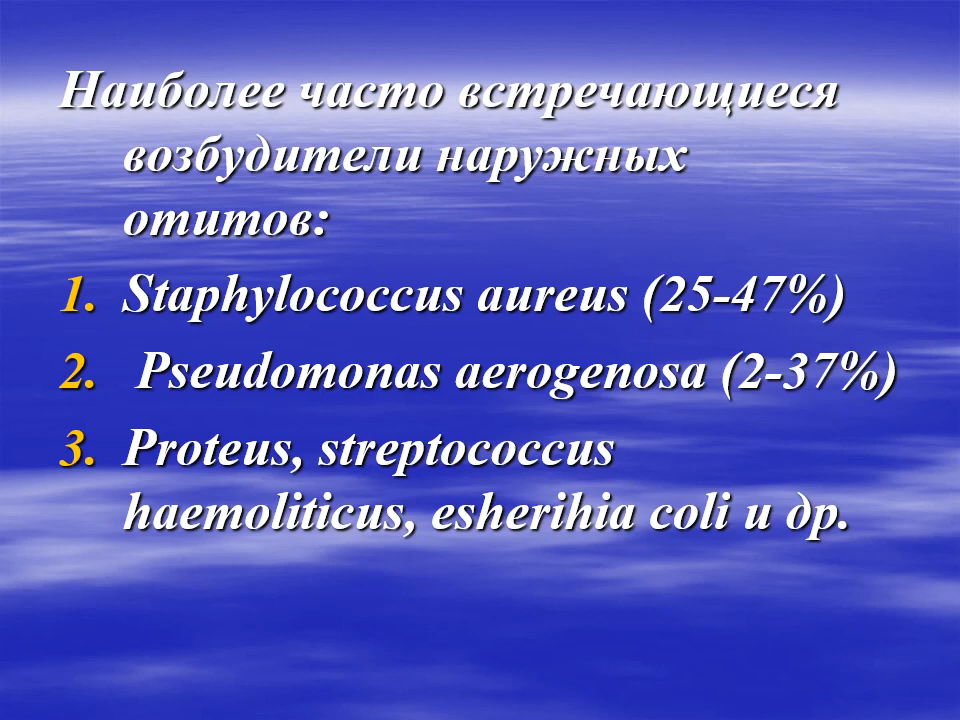 Наиболее часто встречающиеся
возбудители наружных
отитов:
1. Staphylococcus aureus (25-47%)
2. Pseudomonas aerogenosa (2-37%)
3. Proteus, streptococcus
haemoliticus, esherihia coli и др.